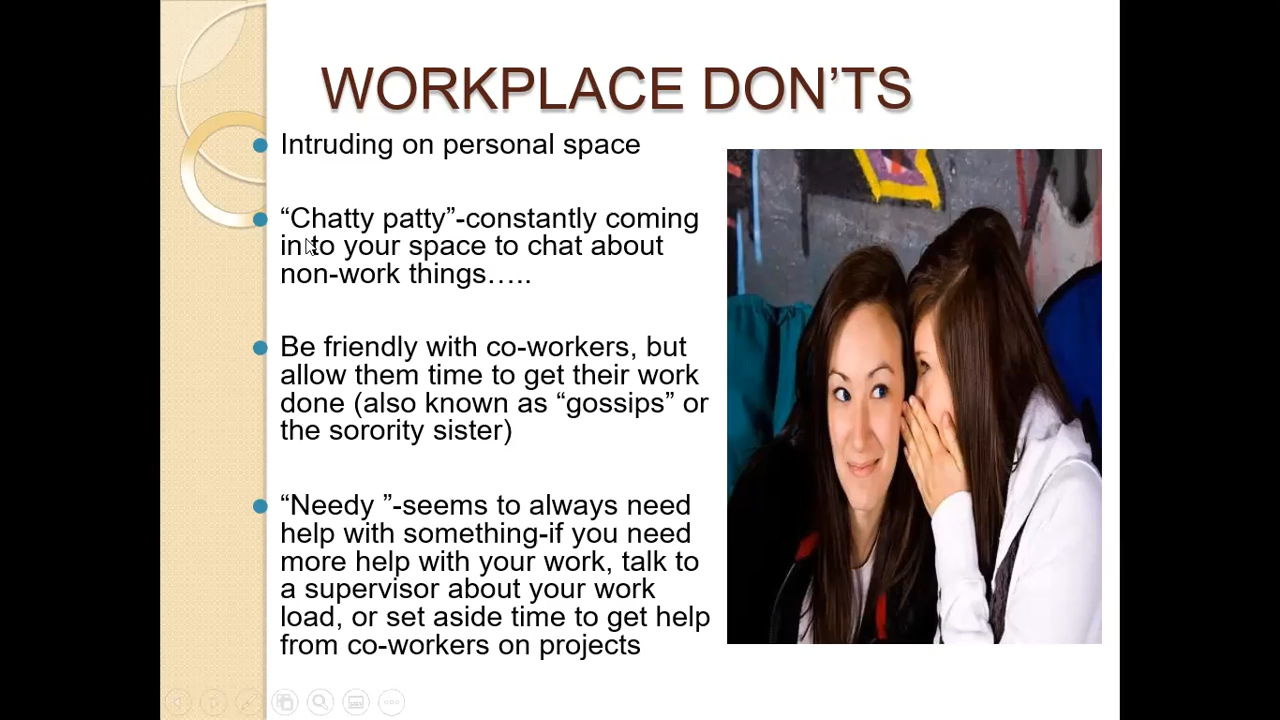 WORKPLACE DON’TS
Intruding on personal space
“Chatty patty”-constantly coming
into your space to chat about
non-work things…..
Be friendly with co-workers, but
allow them time to get their work
done (also known as “gossips” or
the sorority sister)
“Needy ”-seems to always need
help with something-if you need
more help with your work, talk to
a supervisor about your work
load, or set aside time to get help
from co-workers on projects